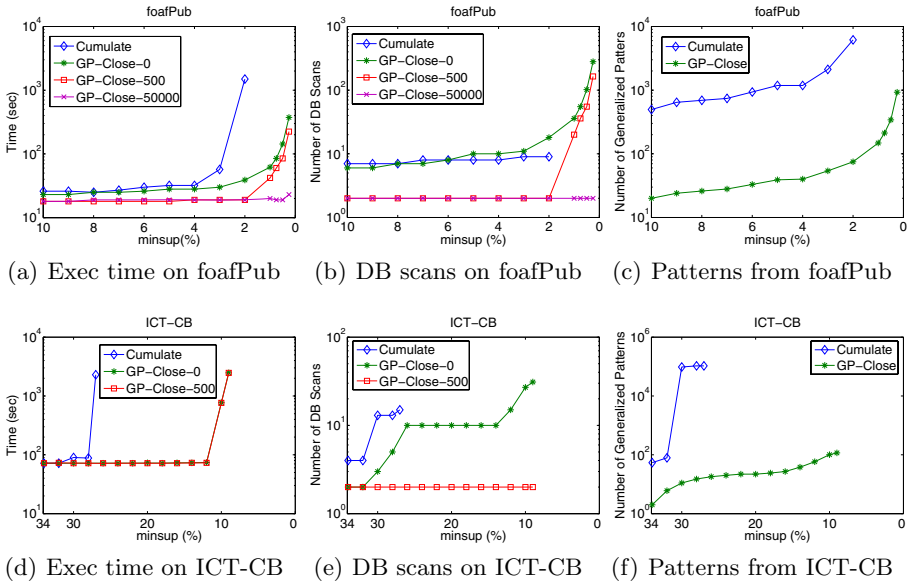 foafPub
Time (sec)
10^4
10^3
10^2
10^1
Cumulate
GP-Close-0
GP-Close-500
GP-Close-50000
10 8 6 4 2 0
minsup(%)
(a) Exec time on foafPub
foafPub
Number of DB Scans
10^3
10^2
10^1
10^0
Cumulate
GP-Close-0
GP-Close-500
GP-Close-50000
10 8 6 4 2 0
minsup (%)
(b) DB scans on foafPub
foafPub
Number of Generalized Patters
10^4
10^3
10^2
10^1
Cumulate
GP-Close
10 8 6 4 2 0
minsup (%)
(c) Patterns from foafPub
ICT-CB
Time (sec)
10^4
10^3
10^2
10^1
Cumulate
GP-Close-0
GP-Close-500
34 30 20 10 0
minsup (%)
(d) Exec time on ICT-CB
ICT-CB
Number of DB Scans
10^2
10^1
10^0
Cumulate
GP-Close-0
GP-Close-500
34 30 20 10 0
minsup (%)
(e) DB scans on ICT-CB
ICT-CB
Number of Generalized Patterns
10^6
10^4
10^2
10^0
Cumulate
GP-Close
34 30 20 10 0
minsup (%)
(f) Patterns from ICT-CB